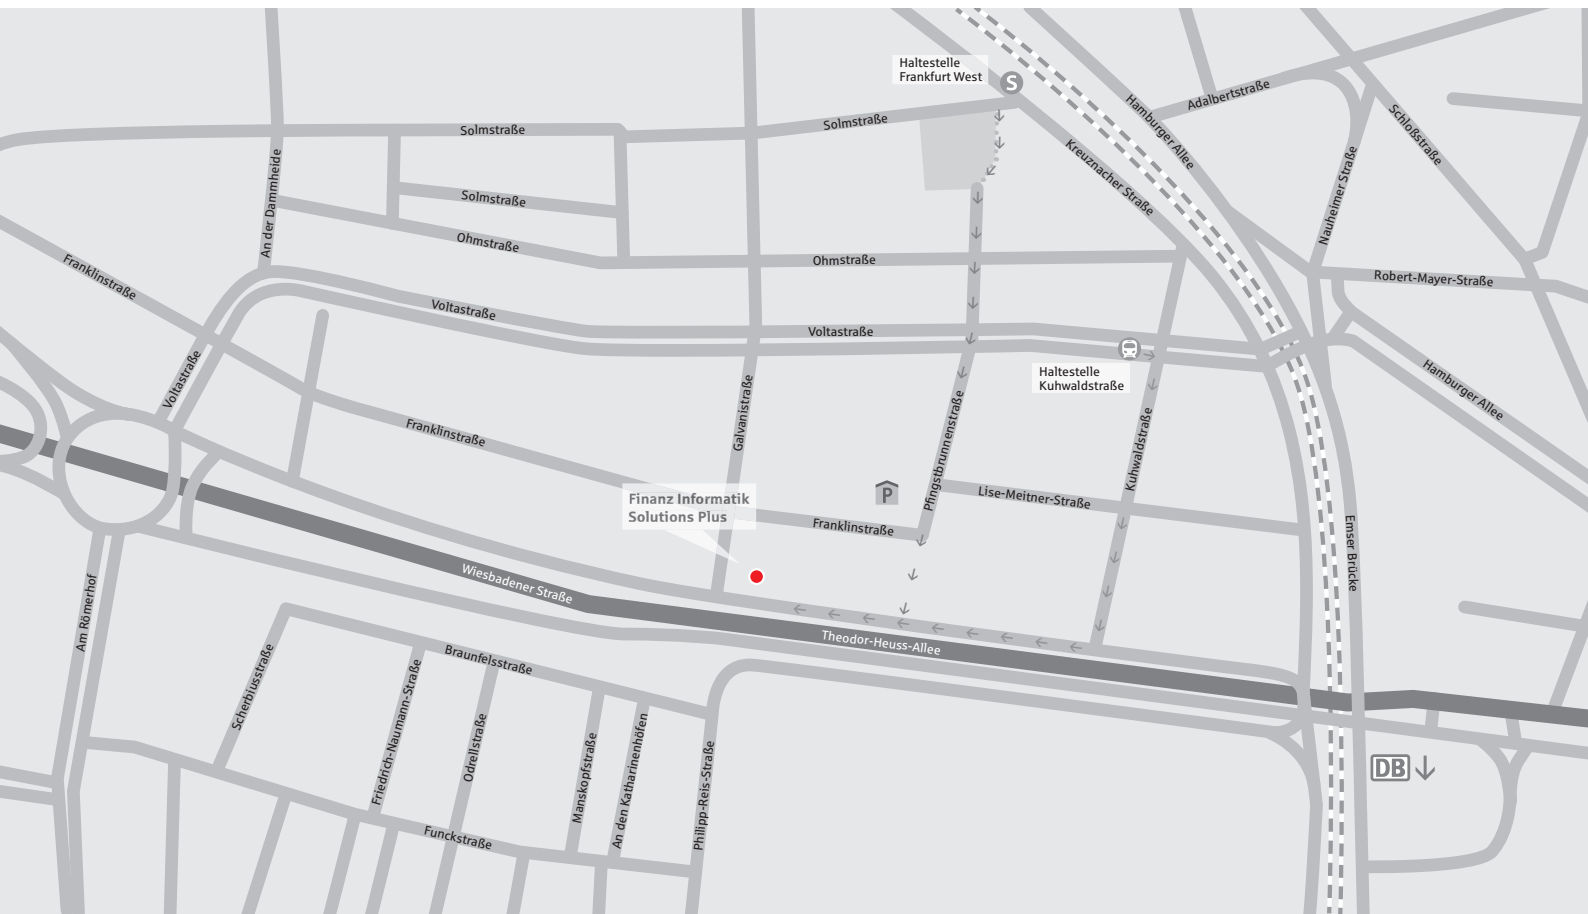 Haltestelle
Frankfurt West
S
Adalbertstraße
Hamburger Allee
Schloßstraße
Solmstraße
Solmstraße
Kreuznacher Straße
Nauheimer Straße
An der Dammheide
Solmstraße
Ohmstraße
Ohmstraße
Franklinstraße
Robert-Mayer-Straße
Voltastraße
Voltastraße
Voltastraße
Haltestelle
Kuhwaldstraße
Hamburger Allee
Galvanistraße
Franklinstraße
Pfingstbrunnenstraße
Kuhwaldstraße
P
Lise-Meitner-Straße
Finanz Informatik
Solutions Plus
Franklinstraße
Emser Brücke
Wiesbadener Straße
Am Römerhof
Theodor-Heuss-Allee
Braunfelsstraße
Scherbiusstraße
Friedrich-Naumann-Straße
Odrellstraße
Manskopfstraße
An den Katharinenhöfen
Philipp-Reis-Straße
DB
Funckstraße